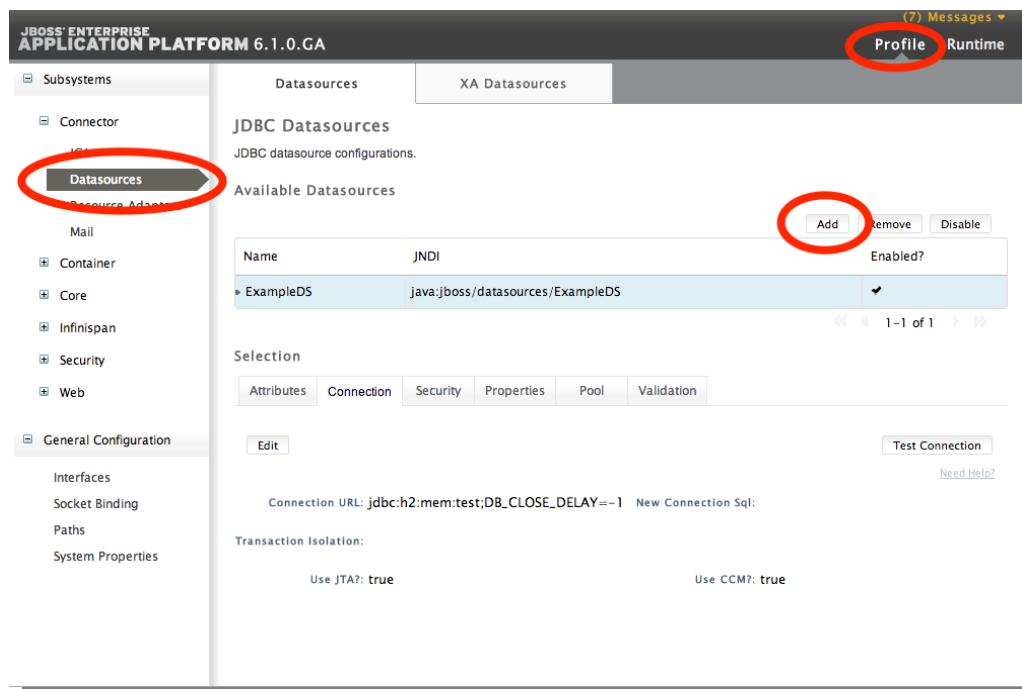 (7) Messages
JBOSS' ENTERPRISE
APPLICATION PLATFORM 6.1.0.GA
Profile Runtime
Subsystems
Connector
Datasources
Resource Adapters
Mail
Container
Core
Infinispan
Security
Web
General Configuration
Interfaces
Socket Binding
Paths
System Properties
Datasources XA Datasources
JDBC Datasources
JDBC datasource configurations.
Available Datasources
Add Remove Disable
Name JNDI Enabled?
ExampleDS java:jboss/datasources/ExampleDS
1-1 of 1
Selection
Attributes Connection Security Properties Pool Validation
Edit Test Connection
Need Help?
Connection URL: jdbc:h2:mem:test;DB_CLOSE_DELAY=-1 New Connection Sql:
Transaction Isolation:
Use JTA?: true Use CCM?: true